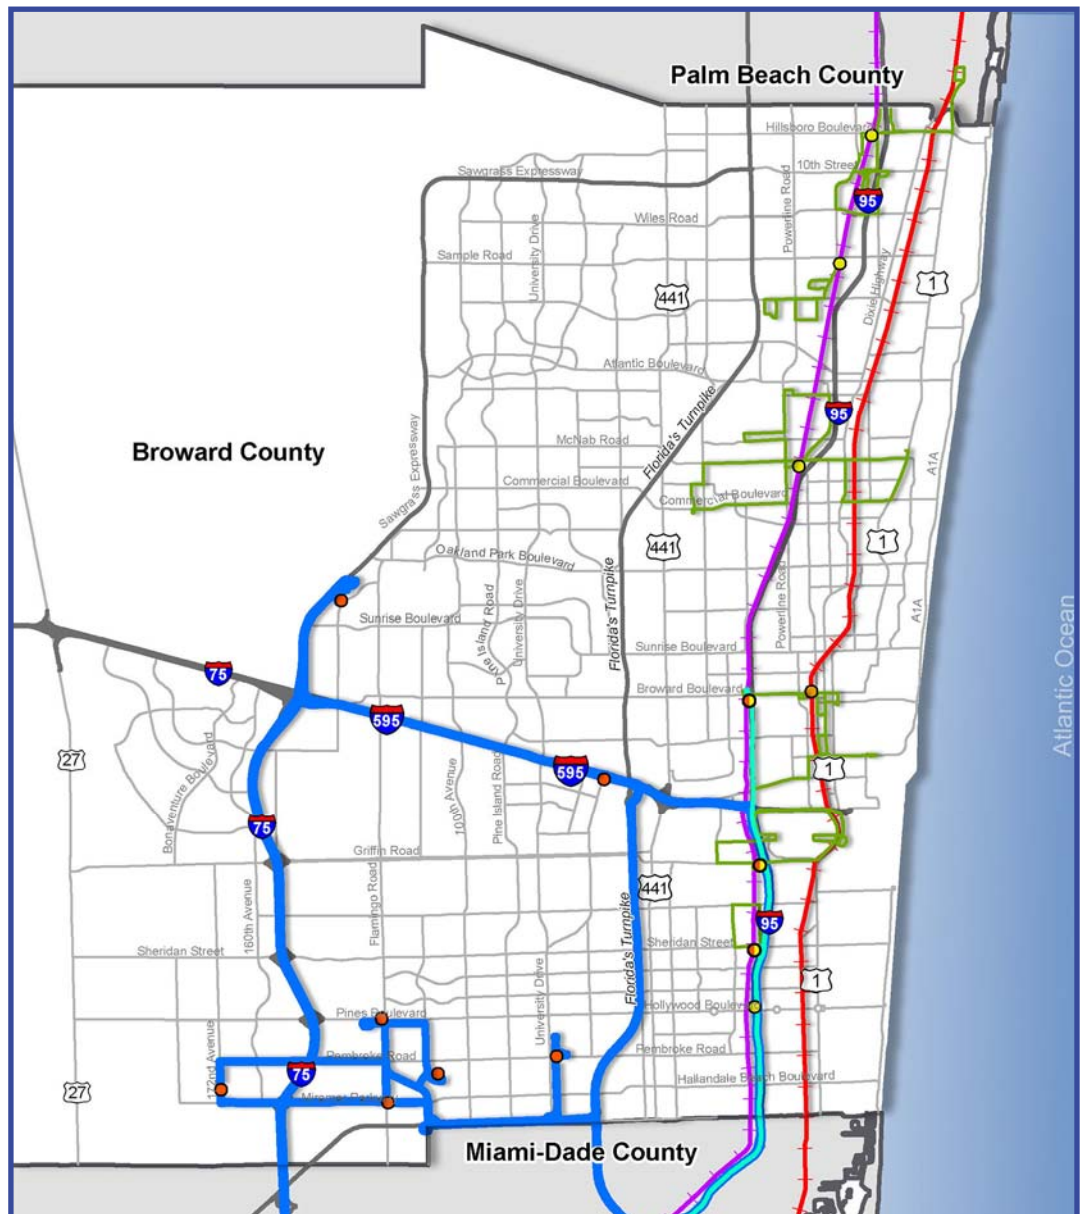 Palm Beach County
Hillsboro Boulevard
10th Street
Sawgrass Expressway
Powerline Road
95
Wiles Road
University Drive
Sample Road
441
1
Dixie Highway
Atlantic Boulevard
Florida's Turnpike
95
McNab Road
Broward County
A1A
Commercial Boulevard
Commercial Boulevard
Sawgrass Expressway
1
441
Oakland Park Boulevard
Powerline Road
Pine Island Road
University Drive
Florida's Turnpike
A1A
Sunrise Boulevard
Sunrise Boulevard
Atlantic Ocean
75
Broward Boulevard
595
27
Bonaventure Boulevard
595
1
100th Avenue
Pine Island Road
75
Griffin Road
441
160th Avenue
Flamingo Road
95
Sheridan Street
Sheridan Street
Florida's Turnpike
1
University Drive
Hollywood Boulev
Pines Boulevard
172nd Avenue
Pembroke Road
Pembroke Road
75
Hallandale Beach Boulevard
27
Miramar Parkway
Miami-Dade County